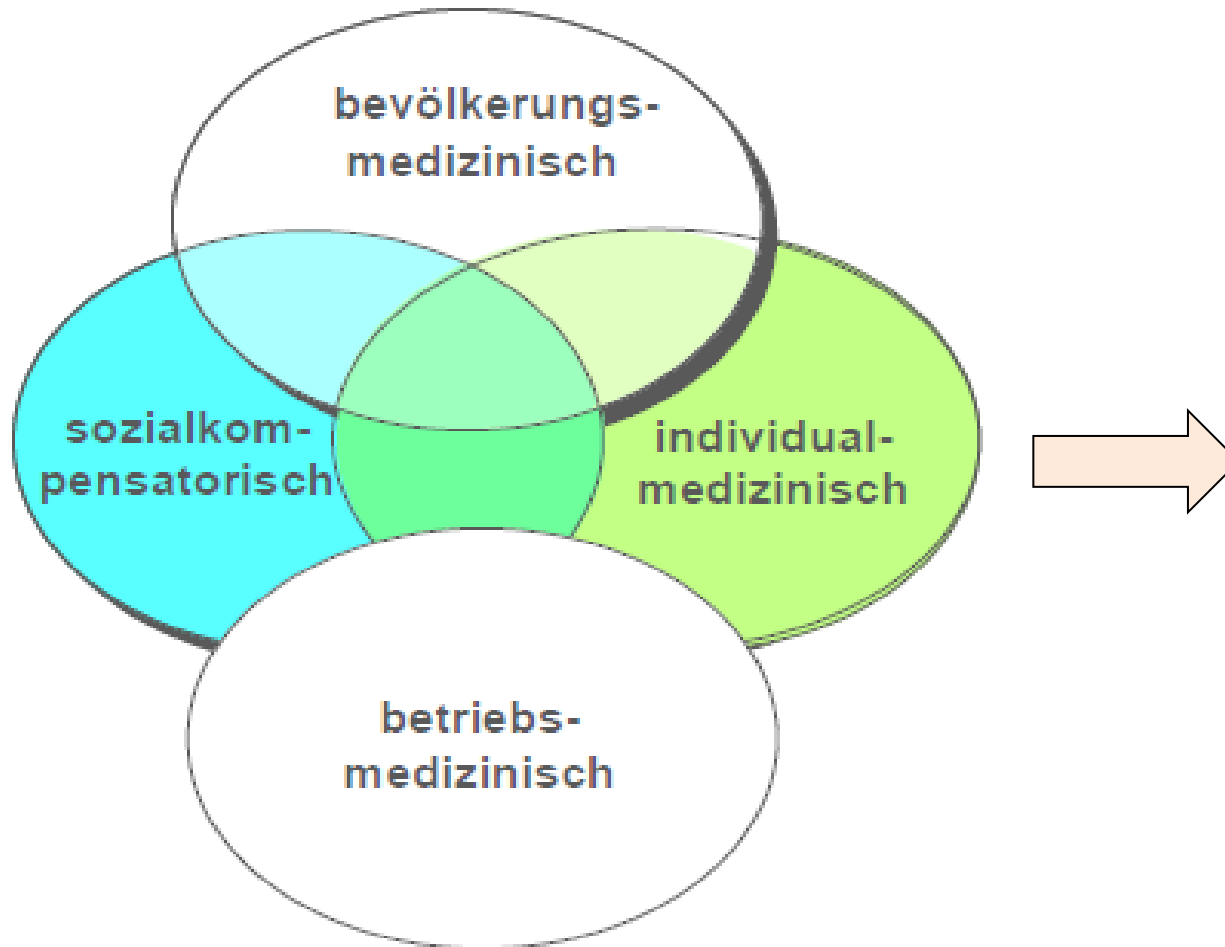 bevölkerungs-
medizinisch
sozialkom-
pensatorisch
individual-
medizinisch
betriebs-
medizinisch